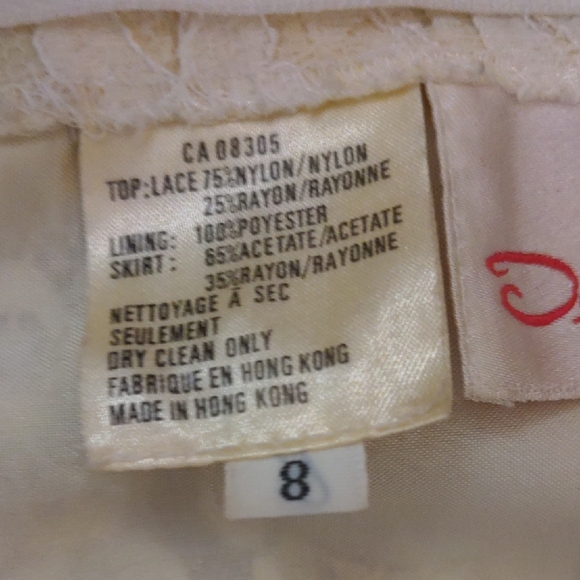 CA 08305
TOP:LACE 75%NYLON/NYLON
25%RAYON/RAYONNE
LINING: 100%POYESTER
SKIRT: 65%ACETATE/ACETATE
35%RAYON/RAYONNE
NETTOYAGE À SEC
SEULEMENT
DRY CLEAN ONLY
FABRIQUE EN HONG KONG
MADE IN HONG KONG
8